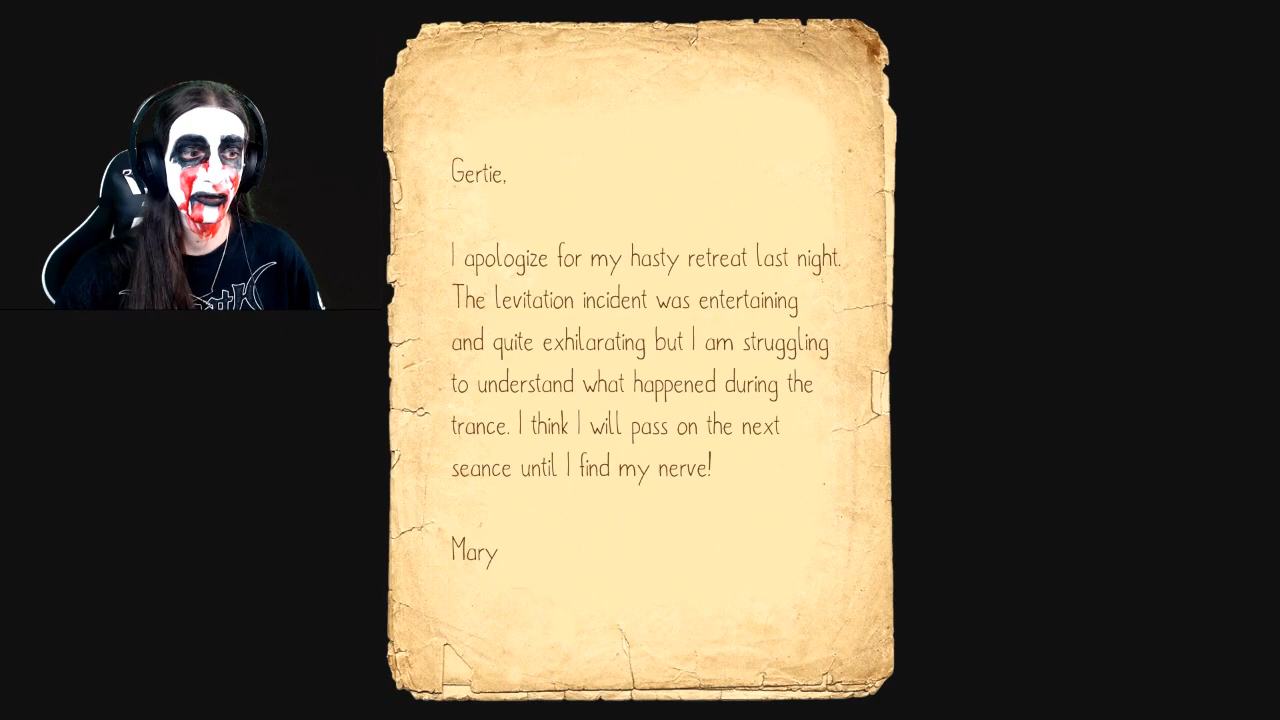 Gertie,
I apologize for my hasty retreat last night.
The levitation incident was entertaining
and quite exhilarating but I am struggling
to understand what happened during the
trance. I think I will pass on the next
seance until I find my nerve!
Mary